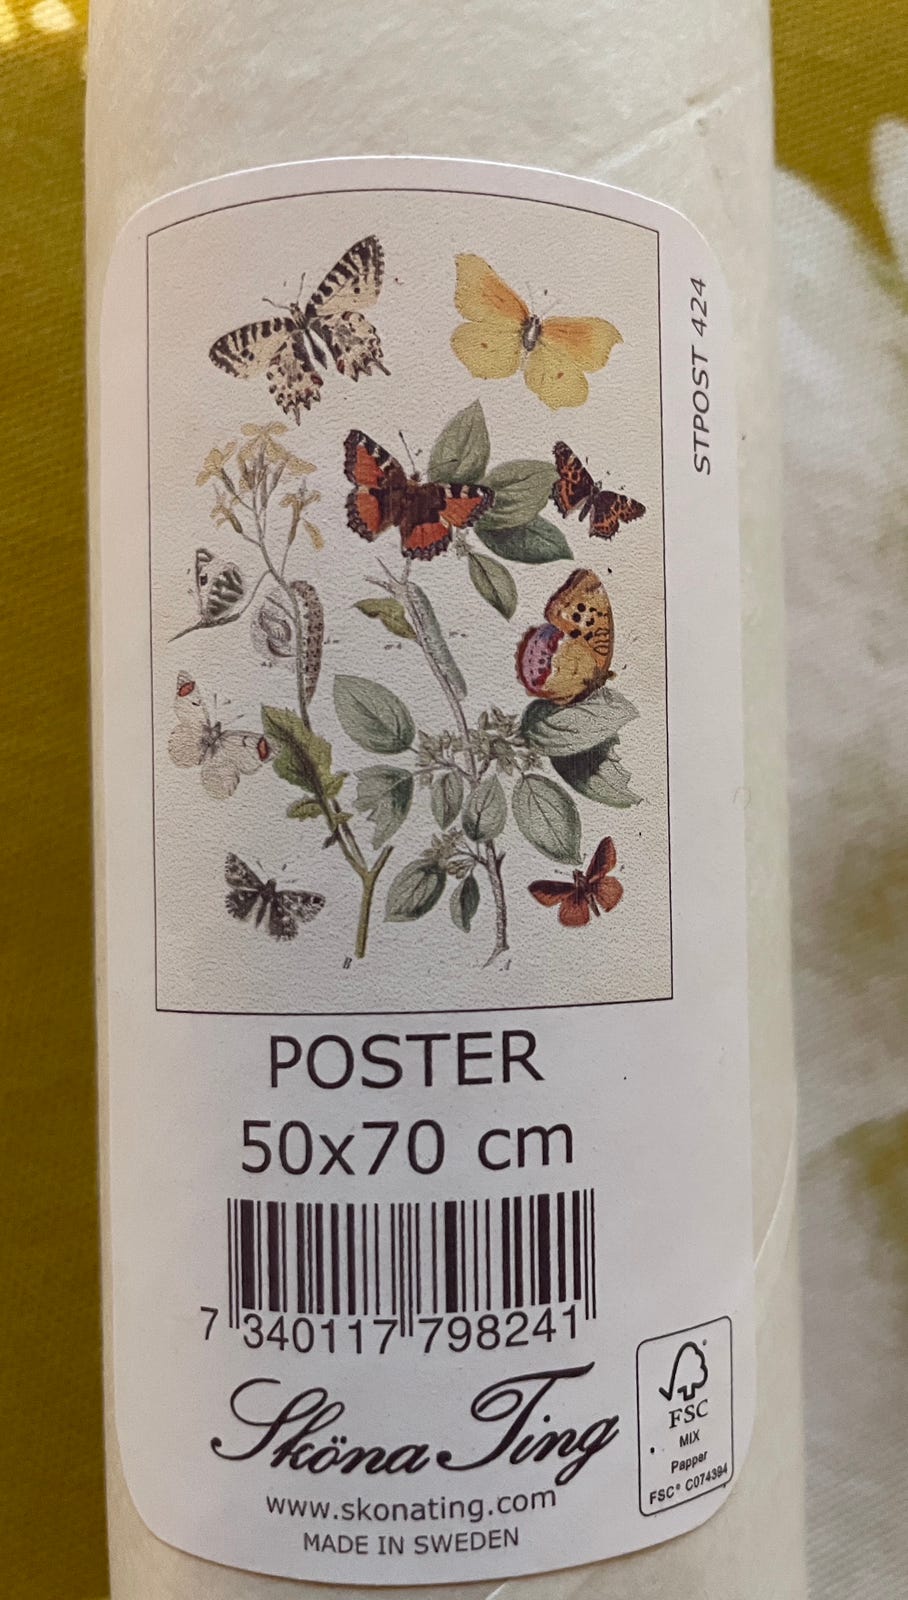 STPOST 424
B
A
POSTER
50x70 cm
7 340117 798241
Sköna Ting
www.skonating.com
MADE IN SWEDEN
FSC
MIX
Papper
FSC® C074394